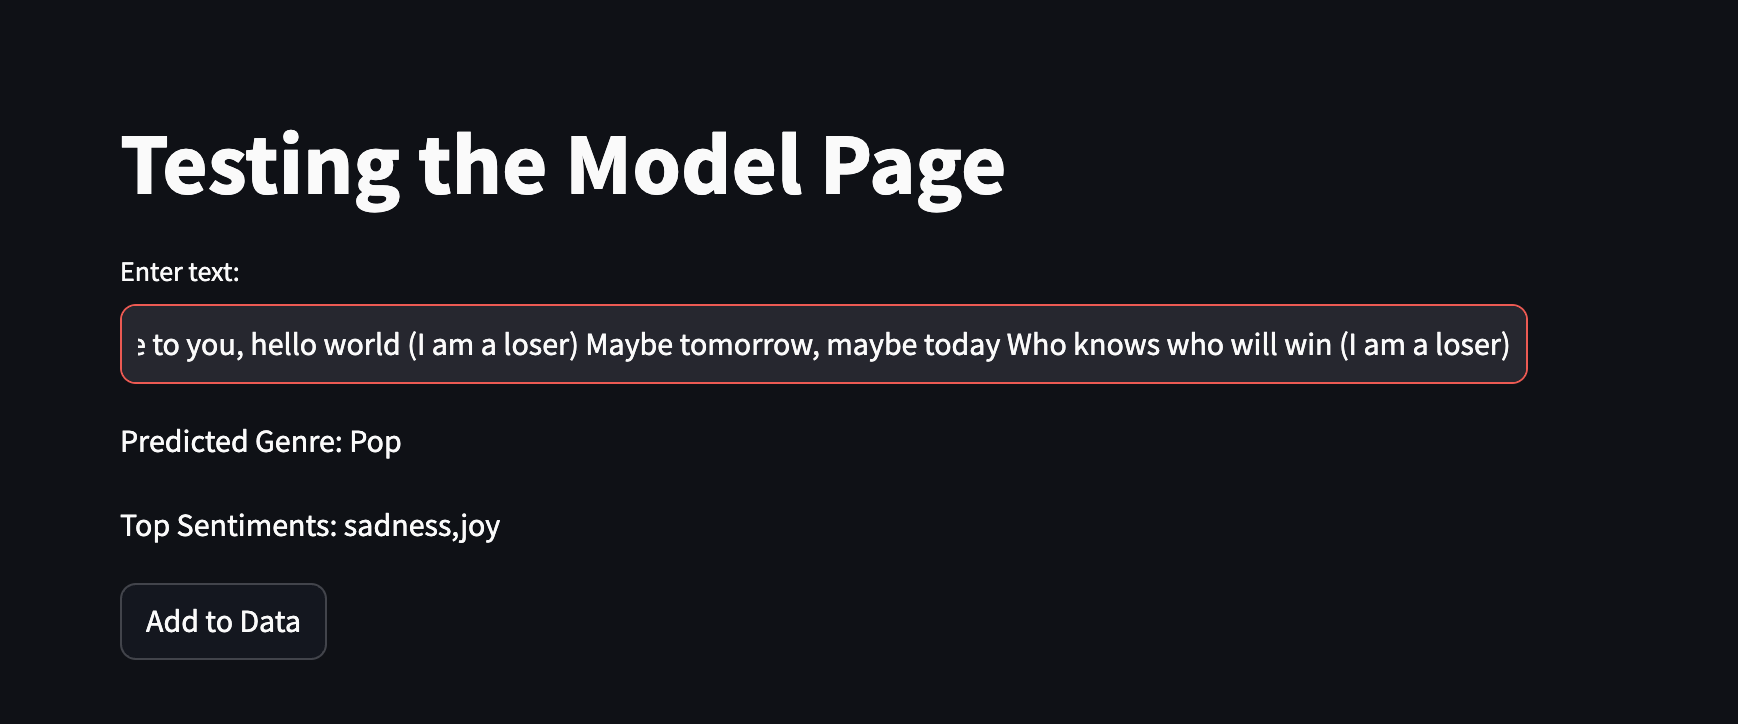 Testing the Model Page
Enter text:
to you, hello world (I am a loser) Maybe tomorrow, maybe today Who knows who will win (I am a loser)
Predicted Genre: Pop
Top Sentiments: sadness,joy
Add to Data